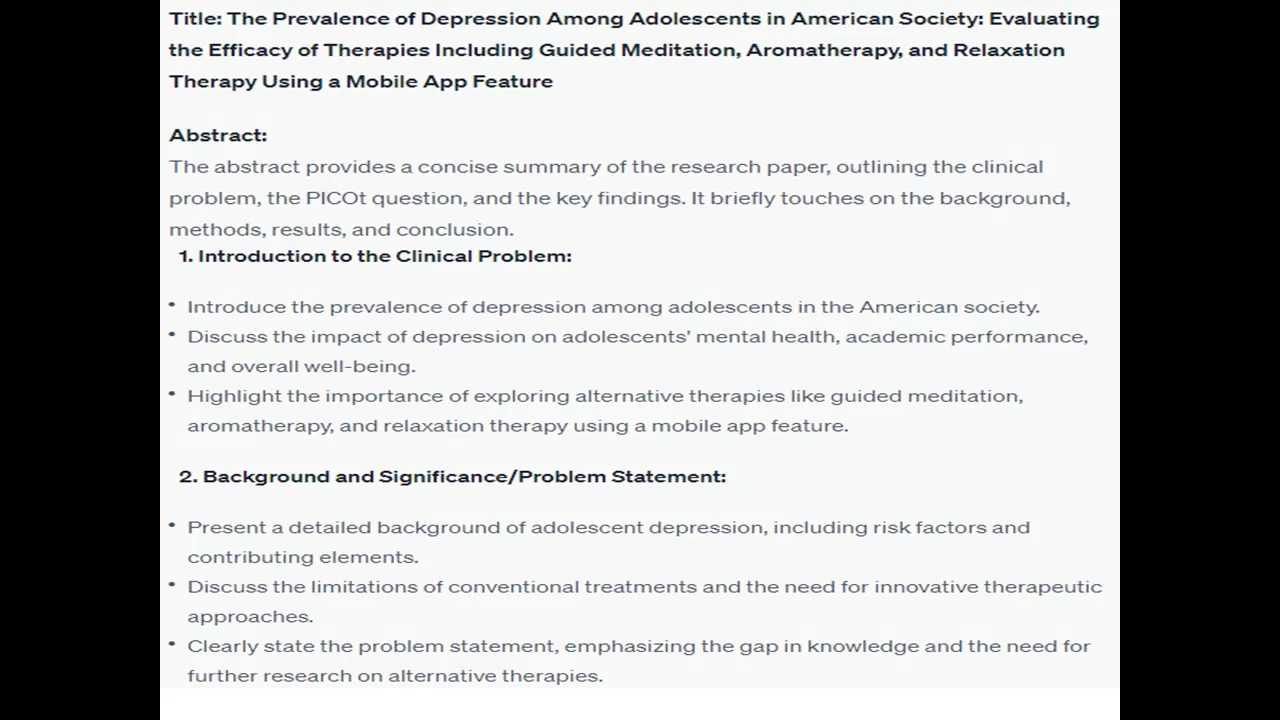 Title: The Prevalence of Depression Among Adolescents in American Society: Evaluating
the Efficacy of Therapies Including Guided Meditation, Aromatherapy, and Relaxation
Therapy Using a Mobile App Feature
Abstract:
The abstract provides a concise summary of the research paper, outlining the clinical
problem, the PICOt question, and the key findings. It briefly touches on the background,
methods, results, and conclusion.
1. Introduction to the Clinical Problem:
• Introduce the prevalence of depression among adolescents in the American society.
• Discuss the impact of depression on adolescents' mental health, academic performance,
and overall well-being.
• Highlight the importance of exploring alternative therapies like guided meditation,
aromatherapy, and relaxation therapy using a mobile app feature.
2. Background and Significance/Problem Statement:
• Present a detailed background of adolescent depression, including risk factors and
contributing elements.
• Discuss the limitations of conventional treatments and the need for innovative therapeutic
approaches.
• Clearly state the problem statement, emphasizing the gap in knowledge and the need for
further research on alternative therapies.